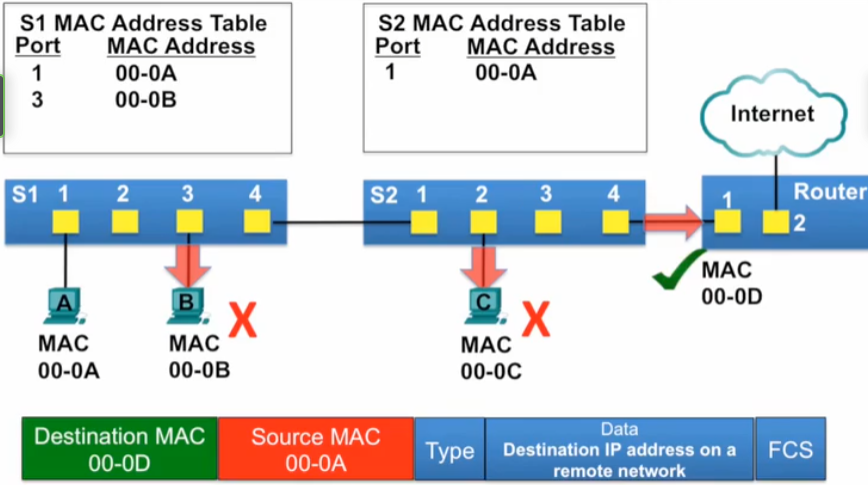 S1 MAC Address Table
Port MAC Address
1 00-0A
3 00-0B
S2 MAC Address Table
Port MAC Address
1 00-0A
Internet
S1 1 2 3 4
S2 1 2 3 4
1 Router
2
A
B
C
X
X
MAC
00-0A
MAC
00-0B
MAC
00-0C
MAC
00-0D
Destination MAC
00-0D
Source MAC
00-0A
Type
Data
Destination IP address on a
remote network
FCS